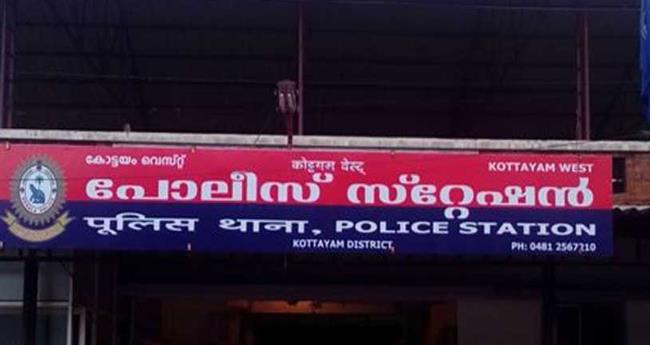 കോട്ടയം വെസ്റ്റ് कोट्टयम वेस्ट् KOTTAYAM WEST
പോലീസ് സ്റ്റേഷൻ
पूलिस थाना, POLICE STATION
KOTTAYAM DISTRICT PH: 0481 2567210